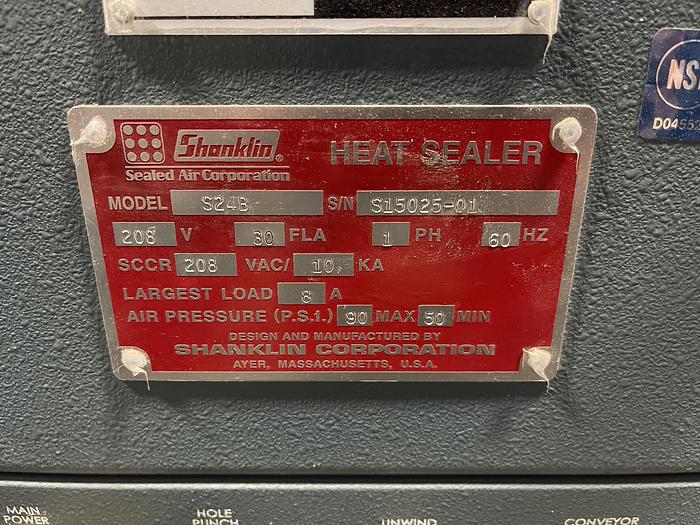 NS
D0455
Shanklin®
Sealed Air Corporation
HEAT SEALER
MODEL S24B S/N S15025-01
208 V 30 FLA 1 PH 60 HZ
SCCR 208 VAC/ 10, KA
LARGEST LOAD 8 A
AIR PRESSURE (P.S.I.) 90 MAX 50 MIN
DESIGN AND MANUFACTURED BY
SHANKLIN CORPORATION
AYER, MASSACHUSETTS, U.S.A.
MAIN
POWER
HOLE
PUNCH
UNWIND
CONVEYOR